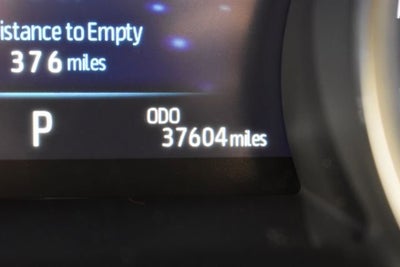 istance to Empty
376 miles
P
ODO
37604 miles